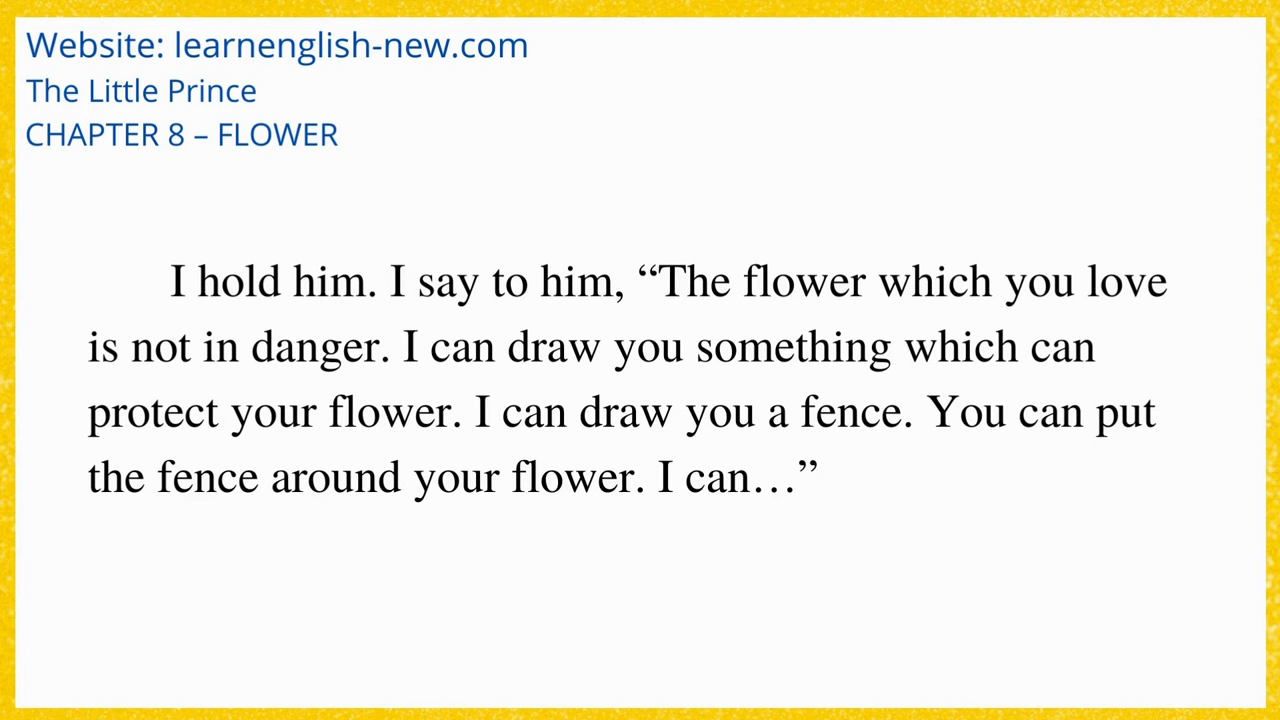 Website: learnenglish-new.com
The Little Prince
CHAPTER 8 – FLOWER
I hold him. I say to him, “The flower which you love
is not in danger. I can draw you something which can
protect your flower. I can draw you a fence. You can put
the fence around your flower. I can…”